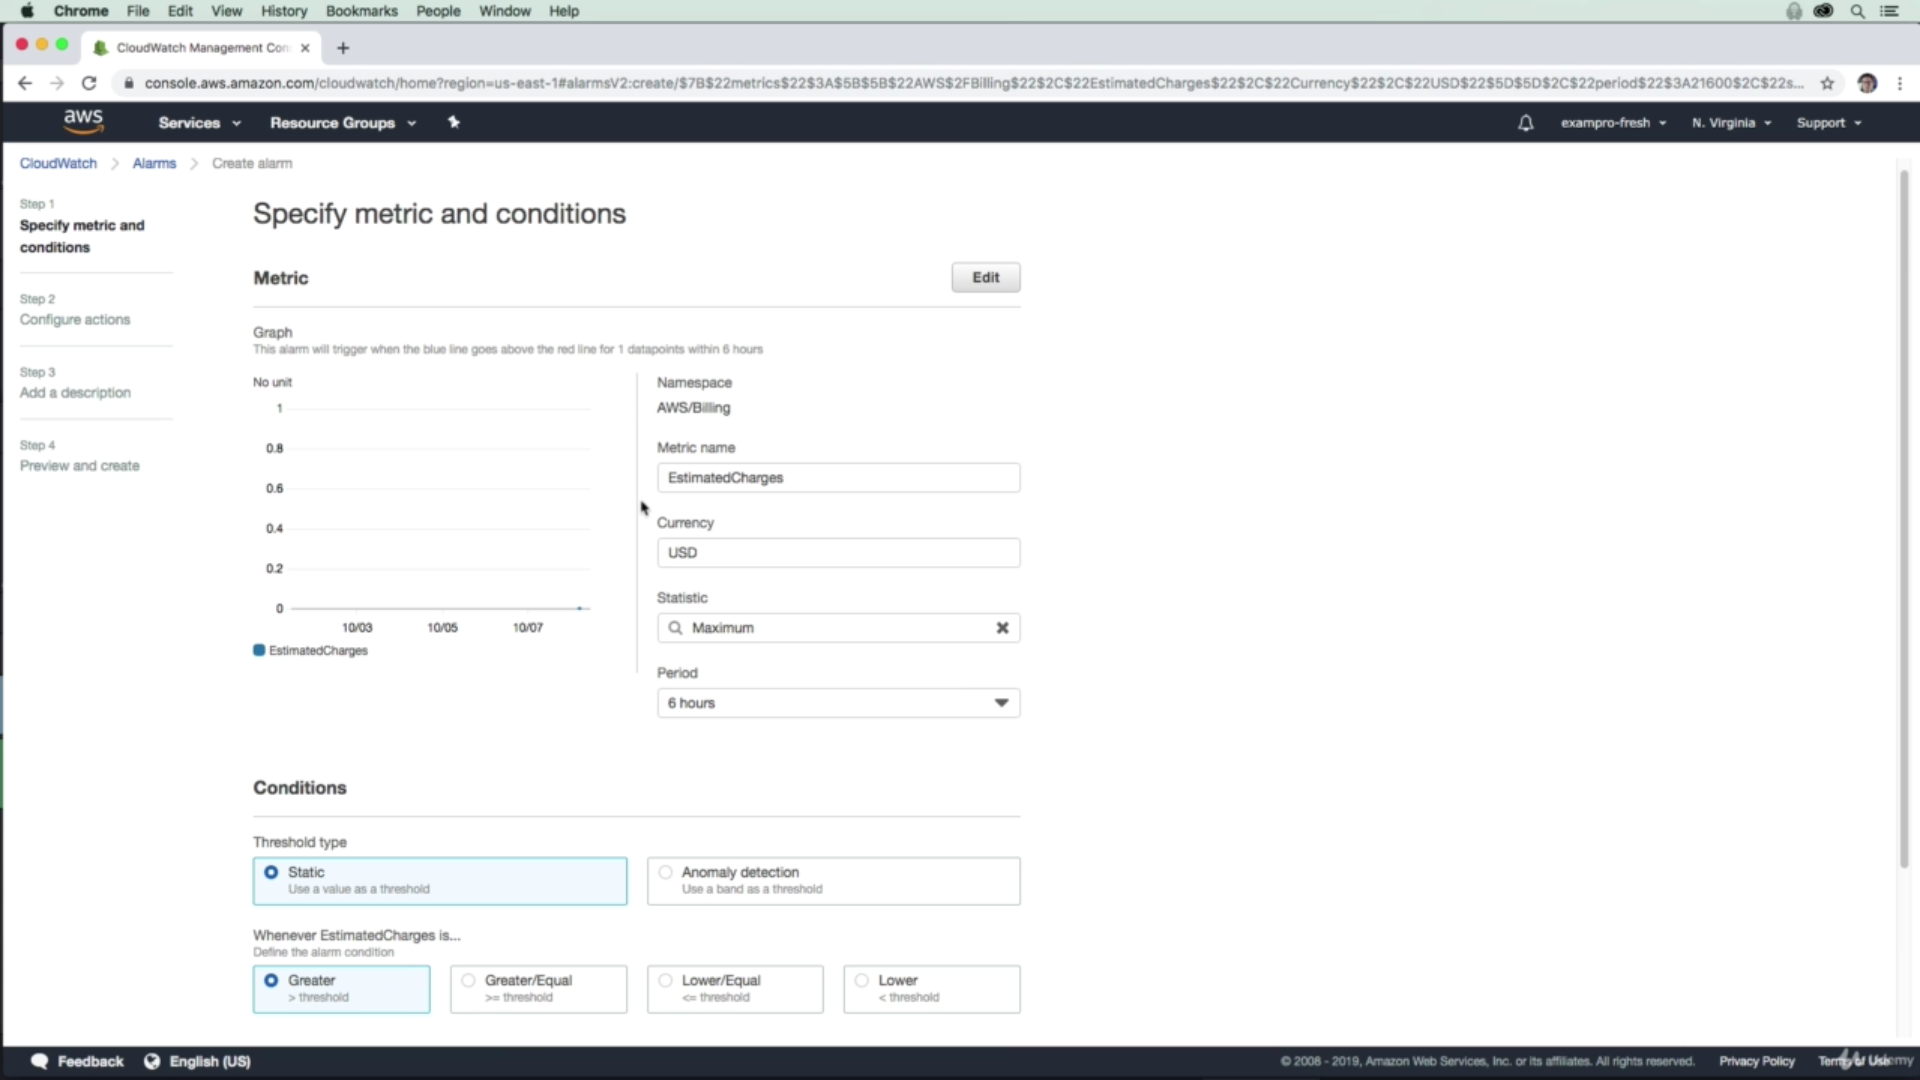 Chrome File Edit View History Bookmarks People Window Help
CloudWatch Management Con
console.aws.amazon.com/cloudwatch/home?region=us-east-1#alarmsV2:create/$7B$22metrics$22$3A$5B$5B$22AWS$2FBilling$22$2C$22EstimatedCharges$22$2C$22Currency$22$2C$22USD$22$5D$5D$2C$22period$22$3A21600$2C$22s...
aws Services Resource Groups exampro-fresh N. Virginia Support
CloudWatch Alarms Create alarm
Step 1
Specify metric and
conditions
Step 2
Configure actions
Step 3
Add a description
Step 4
Preview and create
Specify metric and conditions
Metric
Edit
Graph
This alarm will trigger when the blue line goes above the red line for 1 datapoints within 6 hours
No unit
1
0.8
0.6
0.4
0.2
0
10/03 10/05 10/07
EstimatedCharges
Namespace
AWS/Billing
Metric name
EstimatedCharges
Currency
USD
Statistic
Maximum
Period
6 hours
Conditions
Threshold type
Static
Use a value as a threshold
Anomaly detection
Use a band as a threshold
Whenever EstimatedCharges is...
Define the alarm condition
Greater
> threshold
Greater/Equal
>= threshold
Lower/Equal
<= threshold
Lower
< threshold
Feedback English (US)
© 2008 - 2019, Amazon Web Services, Inc. or its affiliates. All rights reserved. Privacy Policy Terms of Use